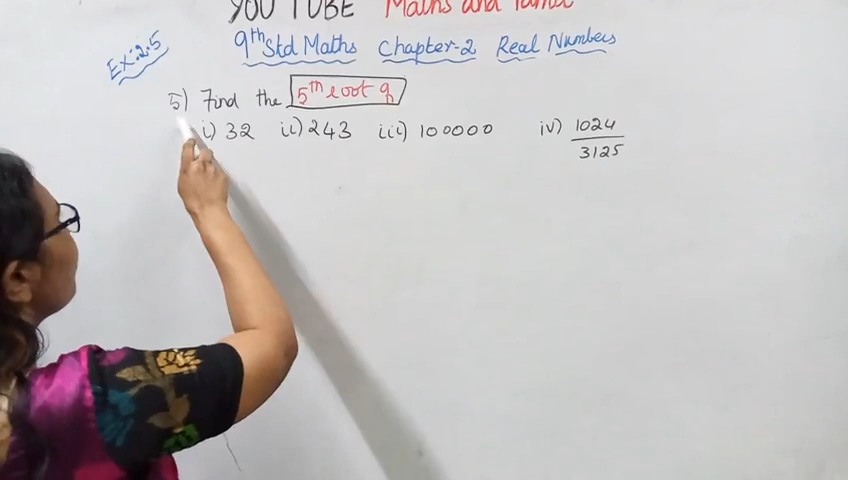 YOU TUBE Maths and Tamil
9th Std Maths Chapter-2 Real Numbers
Ex:2.5
5) Find the 5th root of
i) 32 ii) 243 iii) 100000 iv) 1024/3125